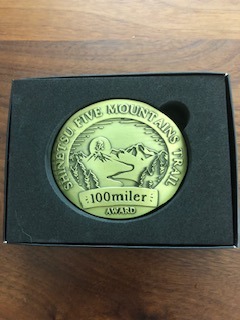 SHINETSU FIVE MOUNTAINS TRAIL
100miler
AWARD